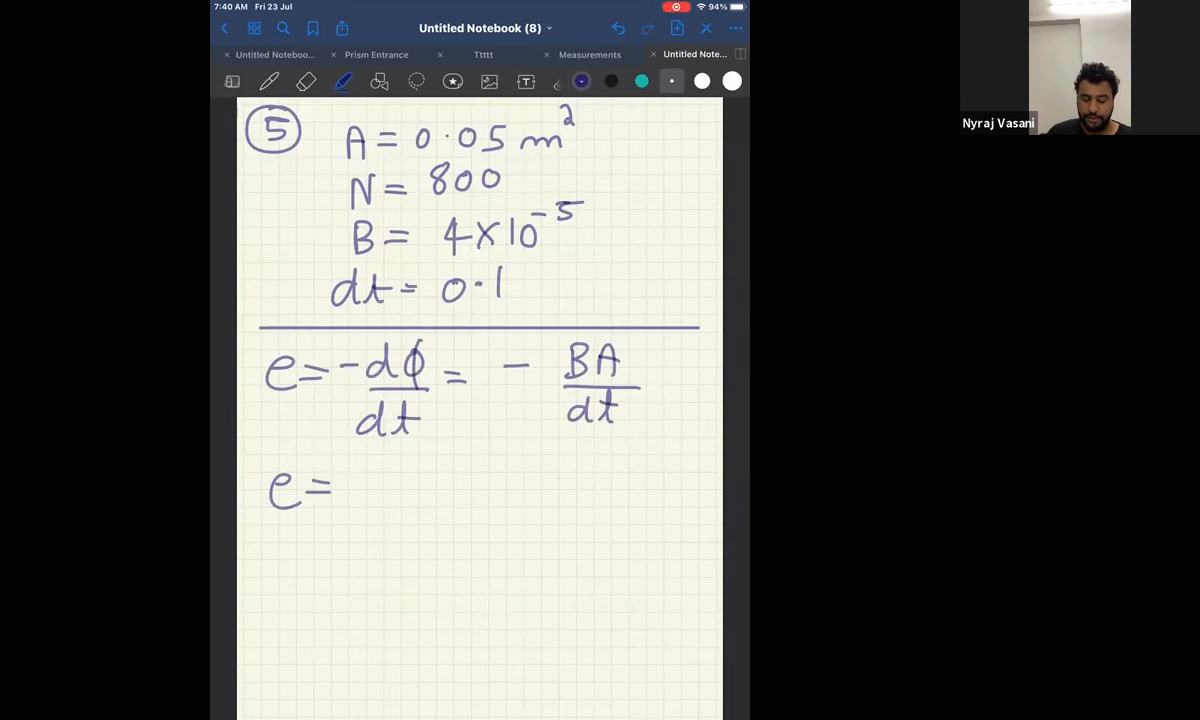 7:40 AM Fri 23 Jul
94%
Untitled Notebook (8)
Untitled Noteboo...
Prism Entrance
Ttttt
Measurements
Untitled Note...
Nyraj Vasani
5
A = 0.05 m²
N = 800
B = 4×10⁻⁵
dt = 0.1
e = -dϕ/dt = - BA/dt
e =